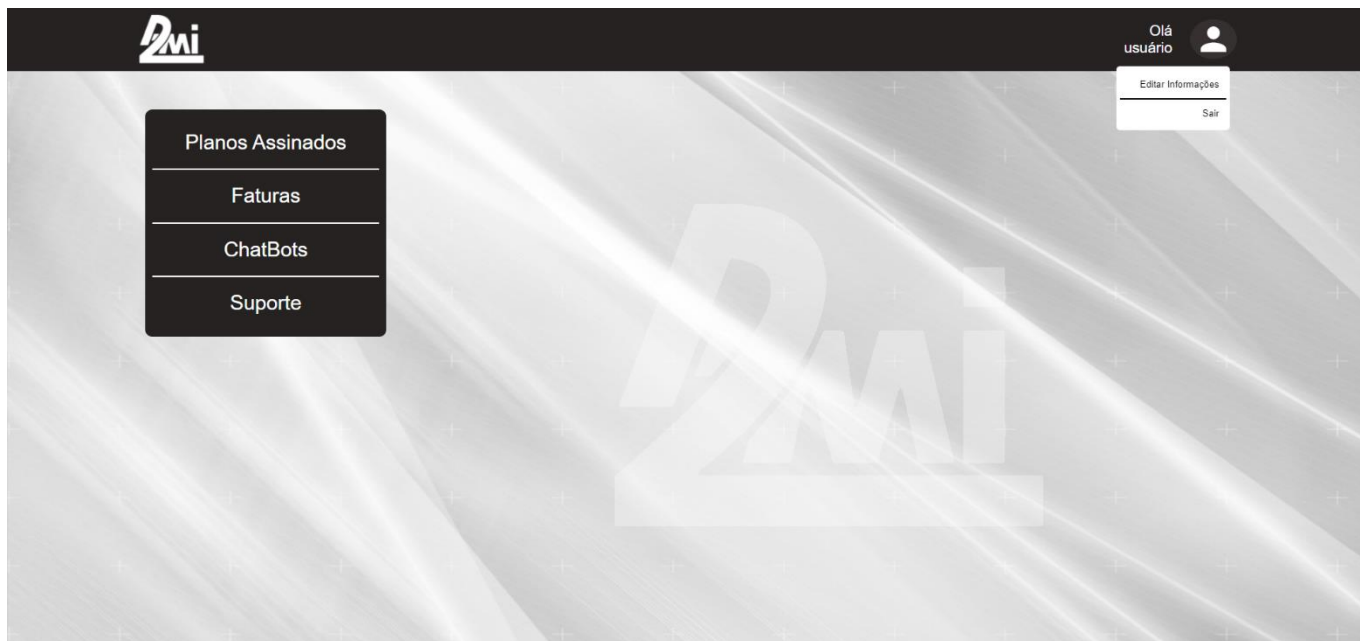 2mi
Olá
usuário
Editar Informações
Sair
Planos Assinados
Faturas
ChatBots
Suporte
2mi